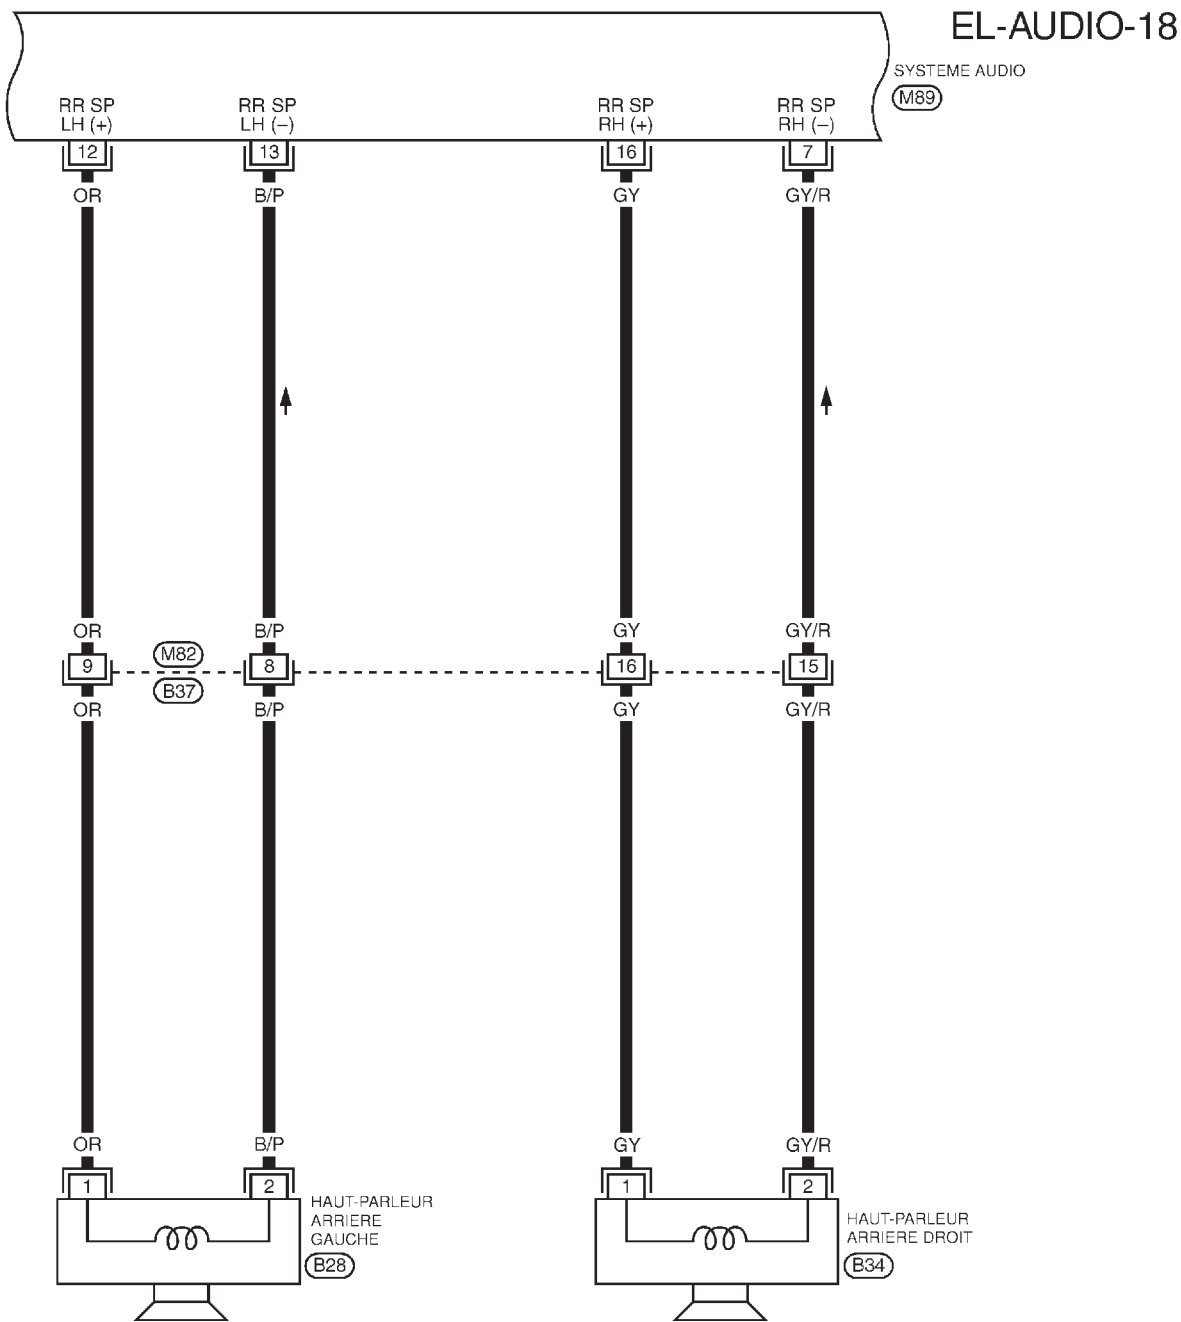 EL-AUDIO-18
SYSTEME AUDIO
M89
RR SP
LH (+)
RR SP
LH (–)
RR SP
RH (+)
RR SP
RH (–)
12
13
16
7
OR
B/P
GY
GY/R
OR
B/P
GY
GY/R
M82
9
8
16
15
B37
OR
B/P
GY
GY/R
OR
B/P
GY
GY/R
1
2
1
2
HAUT-PARLEUR
ARRIERE
GAUCHE
B28
HAUT-PARLEUR
ARRIERE DROIT
B34